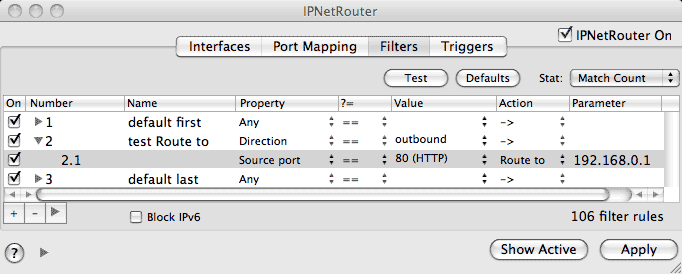 IPNetRouter
Interfaces Port Mapping Filters Triggers IPNetRouter On
Test Defaults Stat: Match Count
On Number Name Property ?= Value Action Parameter
1 default first Any == ->
2 test Route to Direction == outbound ->
2.1 Source port == 80 (HTTP) Route to 192.168.0.1
3 default last Any == ->
+ - Block IPv6 106 filter rules
? Show Active Apply